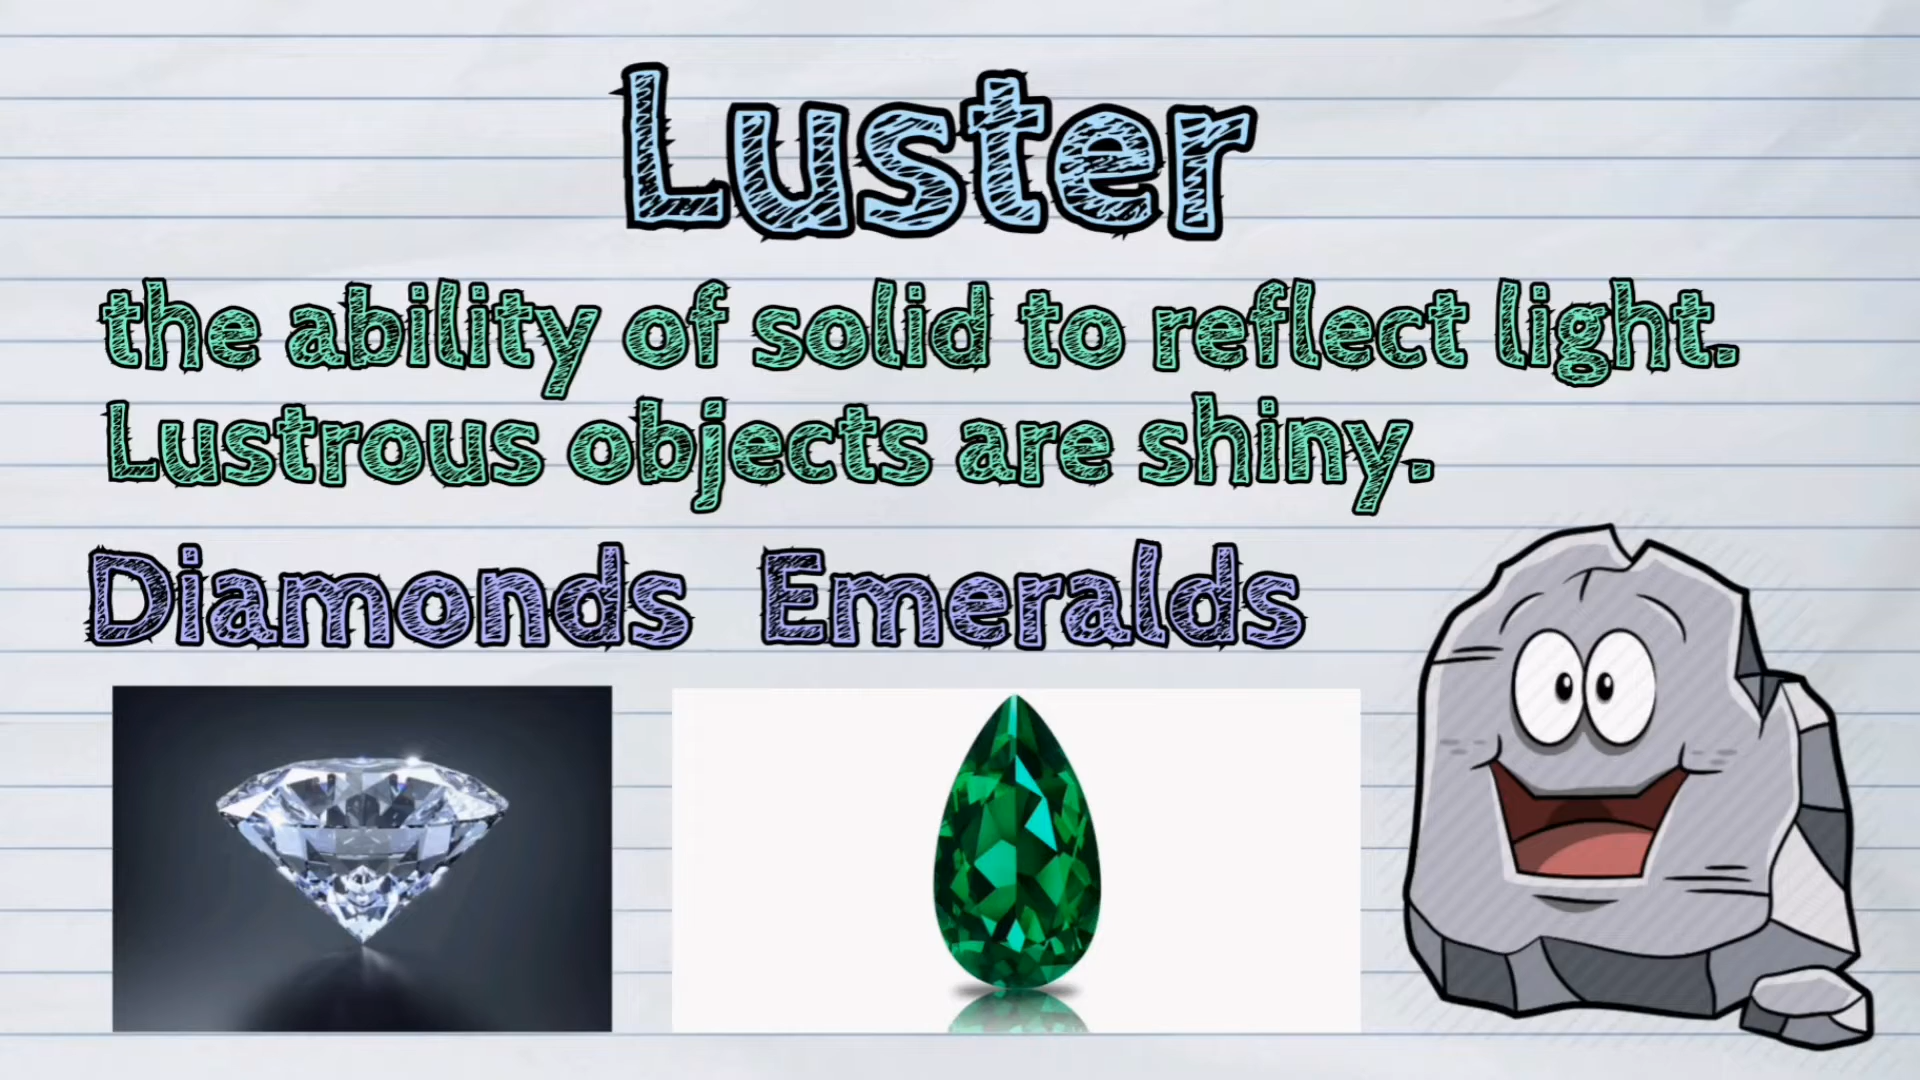 Luster
the ability of solid to reflect light.
Lustrous objects are shiny.
Diamonds Emeralds